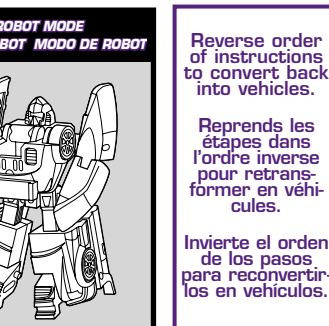 ROBOT MODE
BOT MODO DE ROBOT
Reverse order
of instructions
to convert back
into vehicles.
Reprends les
étapes dans
l'ordre inverse
pour retrans-
former en véhi-
cules.
Invierte el orden
de los pasos
para reconvertir-
los en vehículos.